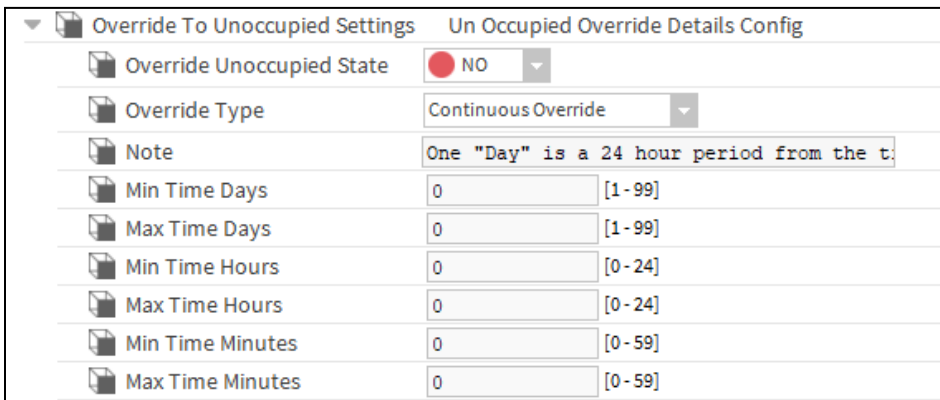 Override To Unoccupied Settings Un Occupied Override Details Config
Override Unoccupied State NO
Override Type Continuous Override
Note One "Day" is a 24 hour period from the
Min Time Days 0 [1 - 99]
Max Time Days 0 [1 - 99]
Min Time Hours 0 [0 - 24]
Max Time Hours 0 [0 - 24]
Min Time Minutes 0 [0 - 59]
Max Time Minutes 0 [0 - 59]